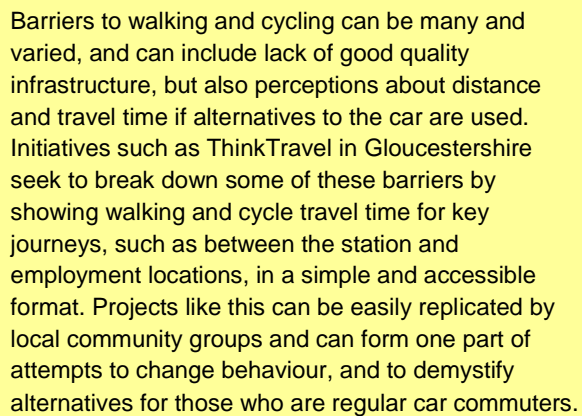 Barriers to walking and cycling can be many and
varied, and can include lack of good quality
infrastructure, but also perceptions about distance
and travel time if alternatives to the car are used.
Initiatives such as ThinkTravel in Gloucestershire
seek to break down some of these barriers by
showing walking and cycle travel time for key
journeys, such as between the station and
employment locations, in a simple and accessible
format. Projects like this can be easily replicated by
local community groups and can form one part of
attempts to change behaviour, and to demystify
alternatives for those who are regular car commuters.